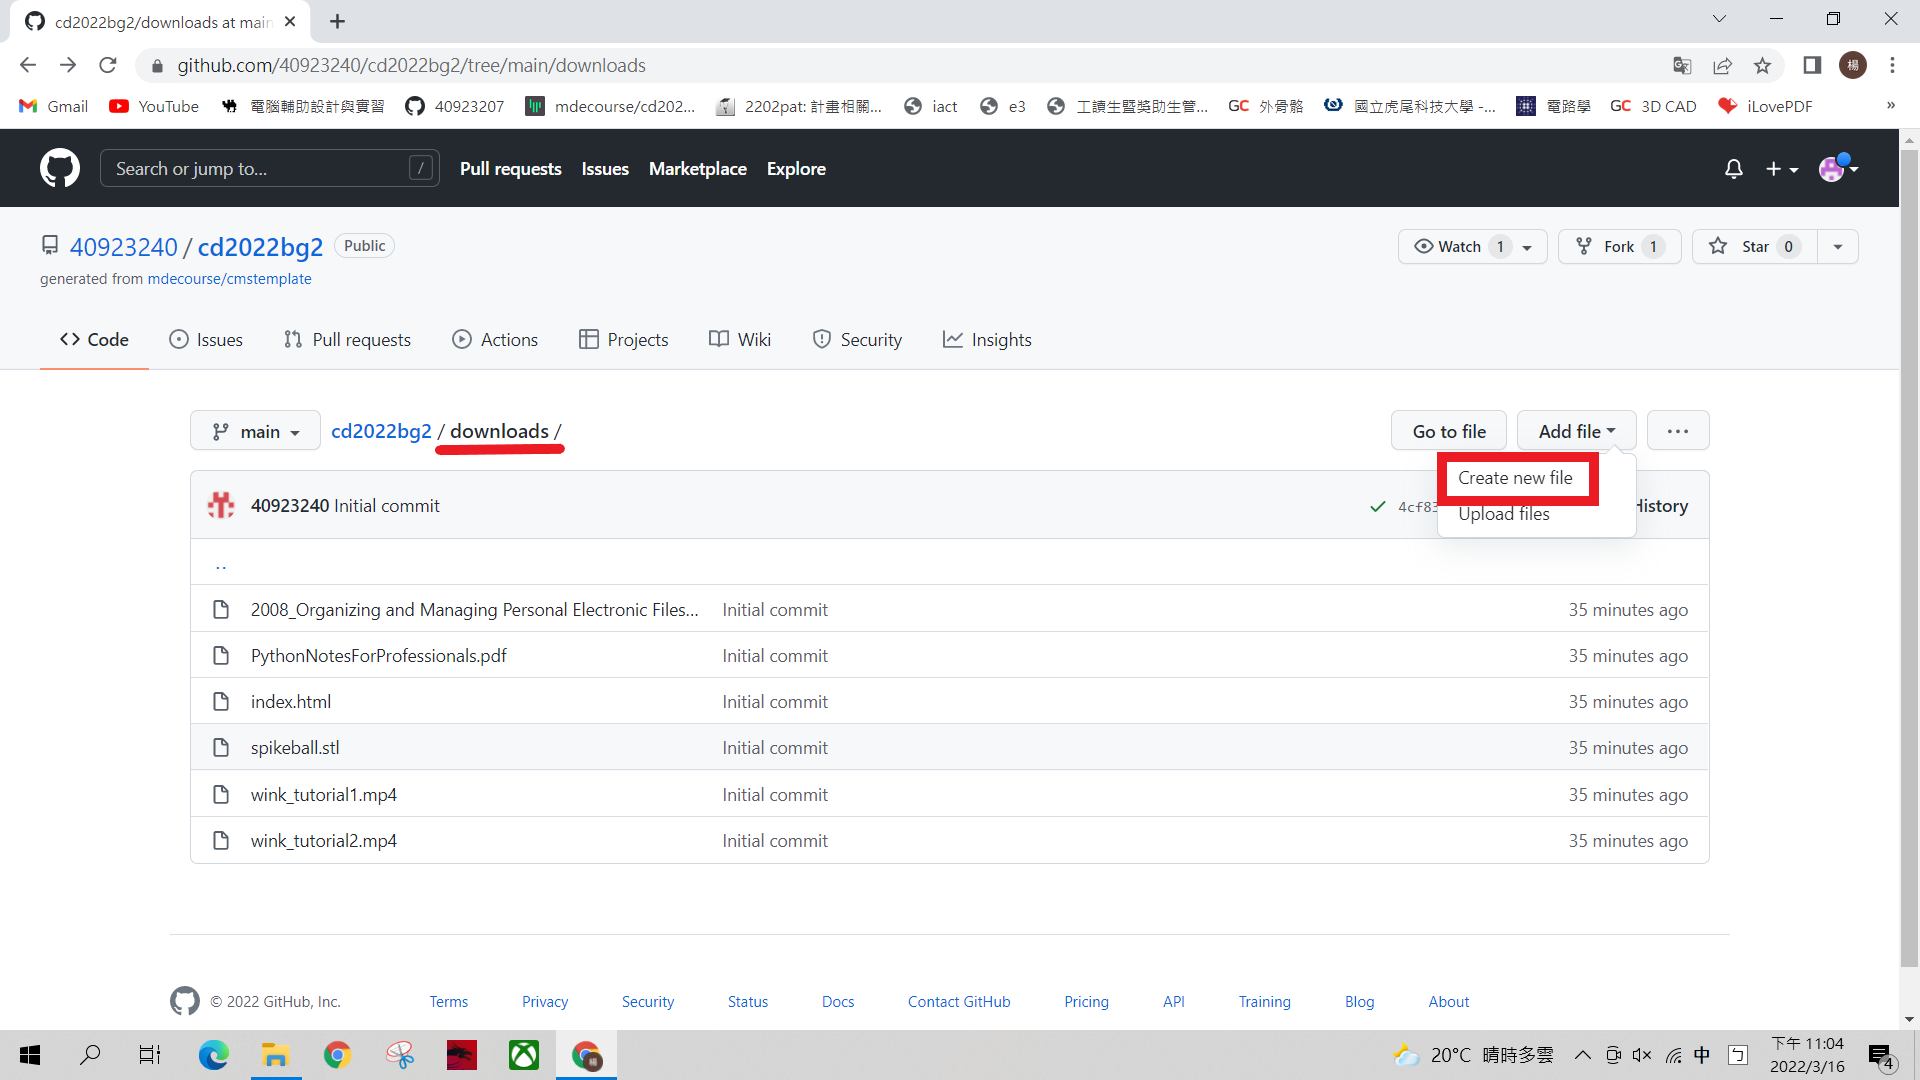 cd2022bg2/downloads at main
github.com/40923240/cd2022bg2/tree/main/downloads
楊
Gmail YouTube 電腦輔助設計與實習 40923207 mdecourse/cd202... 2202pat: 計畫相關... iact e3 工讀生暨獎助生管... GC 外骨骼 國立虎尾科技大學 -... 電路學 GC 3D CAD iLovePDF »
Search or jump to... / Pull requests Issues Marketplace Explore
40923240 / cd2022bg2 Public
Watch 1 Fork 1 Star 0
generated from mdecourse/cmstemplate
Code Issues Pull requests Actions Projects Wiki Security Insights
main cd2022bg2 / downloads / Go to file Add file ...
Create new file
40923240 Initial commit 4cf83 History
Upload files
..
2008_Organizing and Managing Personal Electronic Files... Initial commit 35 minutes ago
PythonNotesForProfessionals.pdf Initial commit 35 minutes ago
index.html Initial commit 35 minutes ago
spikeball.stl Initial commit 35 minutes ago
wink_tutorial1.mp4 Initial commit 35 minutes ago
wink_tutorial2.mp4 Initial commit 35 minutes ago
© 2022 GitHub, Inc. Terms Privacy Security Status Docs Contact GitHub Pricing API Training Blog About
20°C 晴時多雲 中 ㄅ 下午 11:04
2022/3/16 4